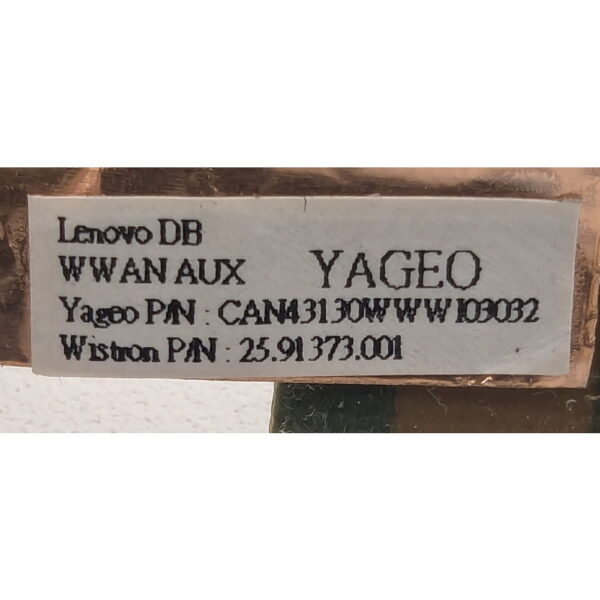 Lenovo DB
WWAN AUX YAGEO
Yageo P/N : CAN43130WWW103032
Wistron P/N : 25.91373.001